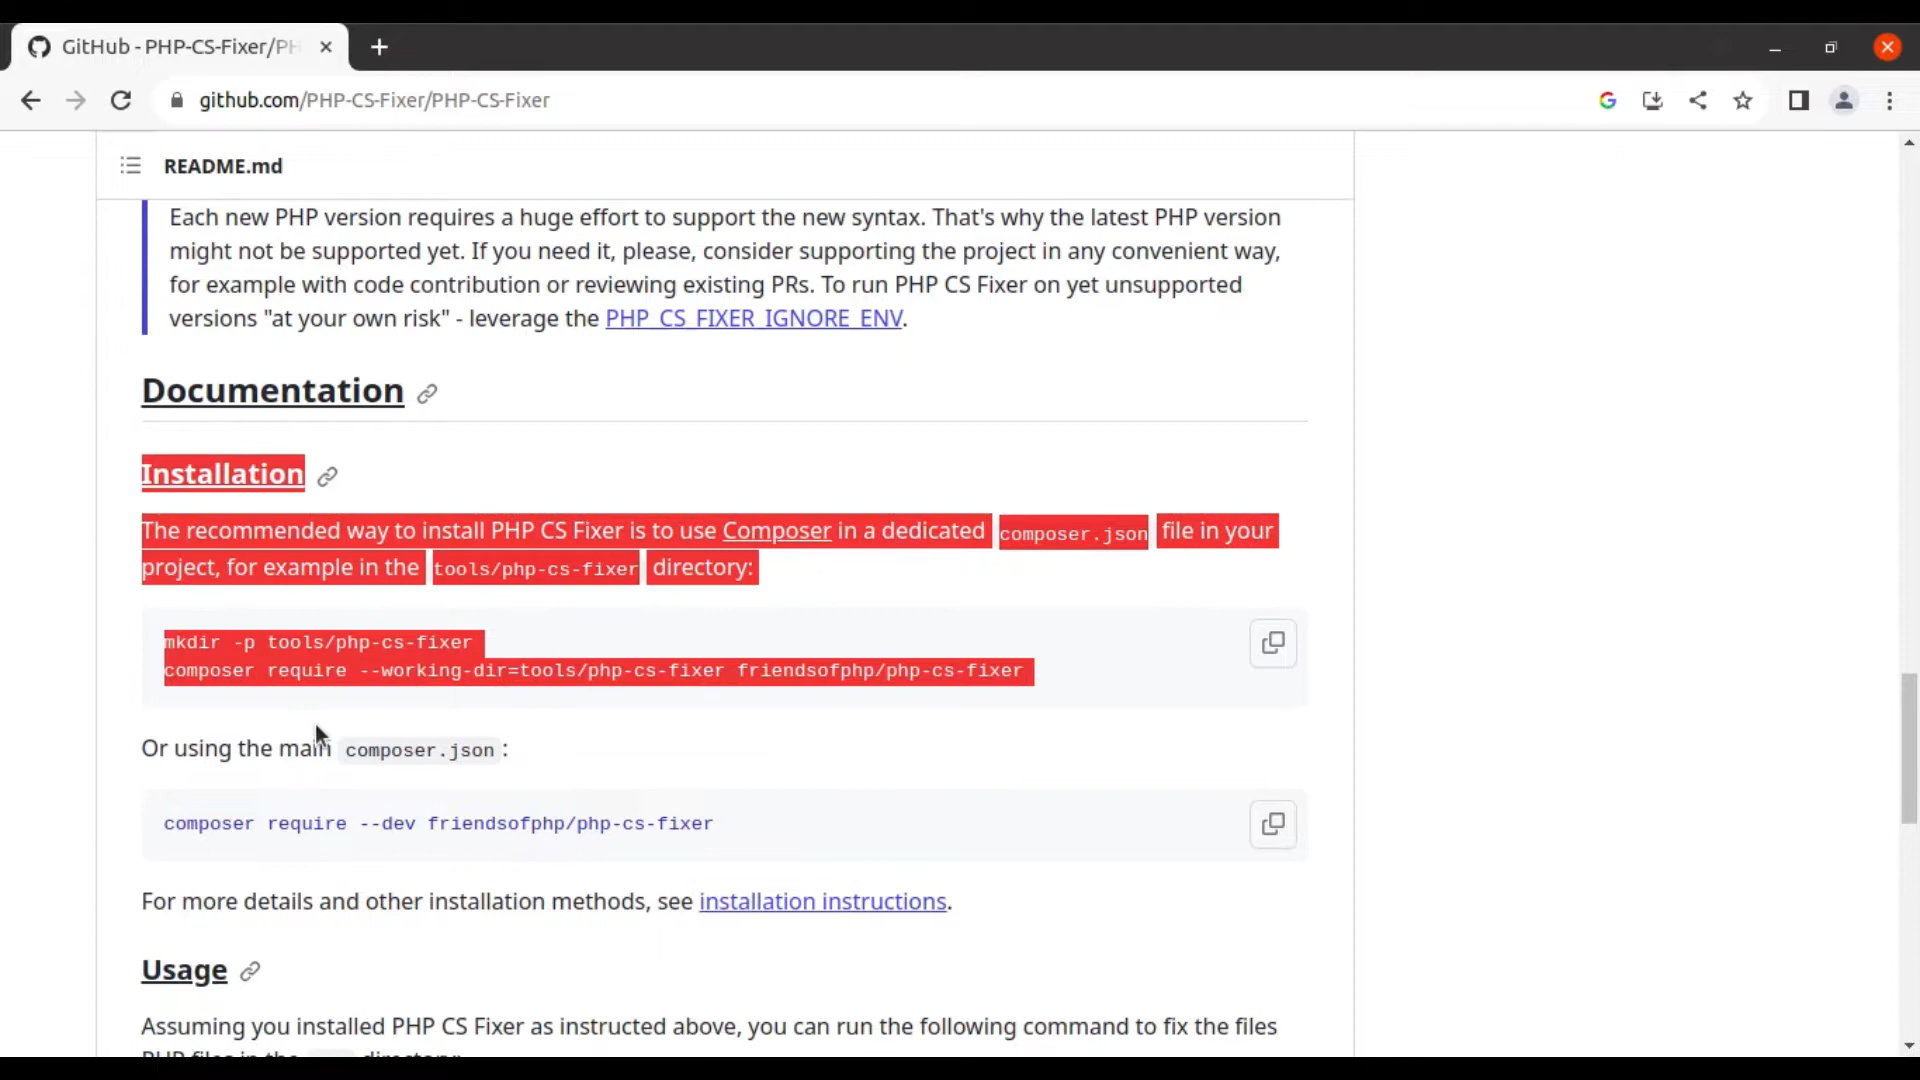 GitHub - PHP-CS-Fixer/PH
github.com/PHP-CS-Fixer/PHP-CS-Fixer
README.md
Each new PHP version requires a huge effort to support the new syntax. That's why the latest PHP version
might not be supported yet. If you need it, please, consider supporting the project in any convenient way,
for example with code contribution or reviewing existing PRs. To run PHP CS Fixer on yet unsupported
versions "at your own risk" - leverage the PHP_CS_FIXER_IGNORE_ENV.
Documentation
Installation
The recommended way to install PHP CS Fixer is to use Composer in a dedicated composer.json file in your
project, for example in the tools/php-cs-fixer directory:
mkdir -p tools/php-cs-fixer
composer require --working-dir=tools/php-cs-fixer friendsofphp/php-cs-fixer
Or using the main composer.json:
composer require --dev friendsofphp/php-cs-fixer
For more details and other installation methods, see installation instructions.
Usage
Assuming you installed PHP CS Fixer as instructed above, you can run the following command to fix the files
PHP files in the directory: